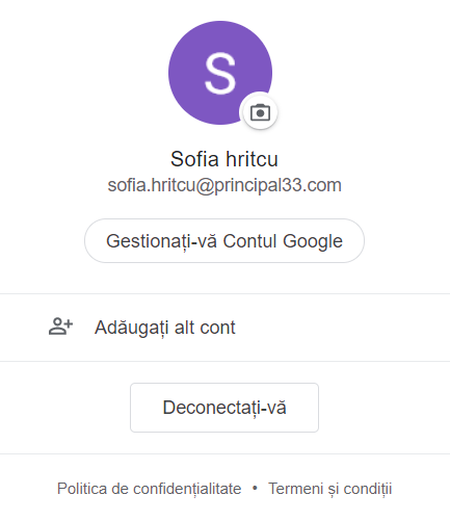 S
Sofia hritcu
sofia.hritcu@principal33.com
Gestionați-vă Contul Google
Adăugați alt cont
Deconectați-vă
Politica de confidențialitate • Termeni și condiții